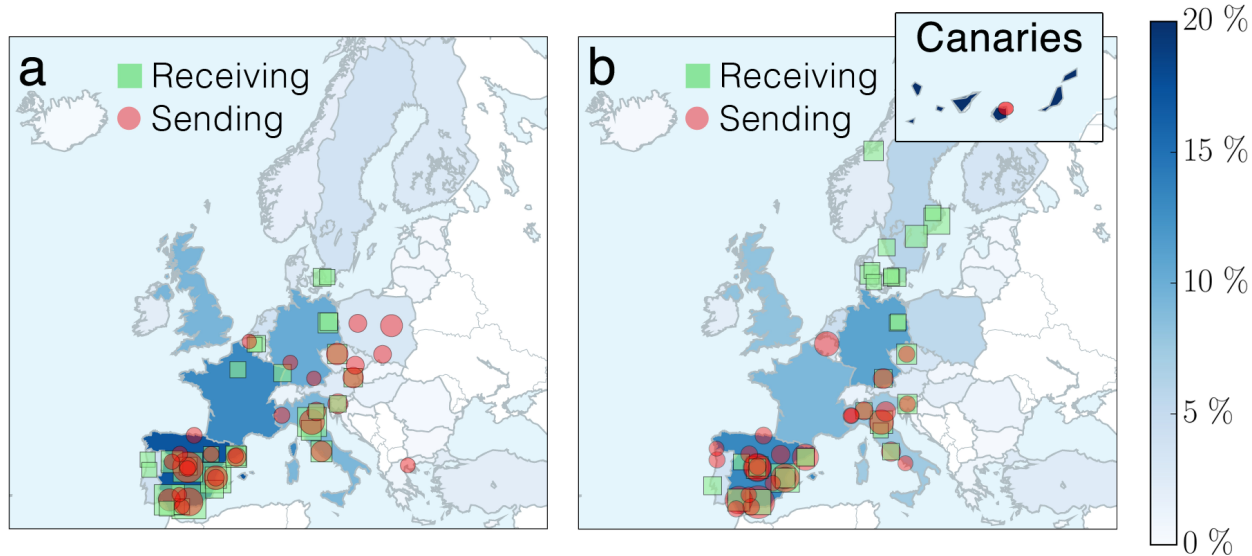 a
Receiving
Sending
b
Receiving
Sending
Canaries
20 %
15 %
10 %
5 %
0 %